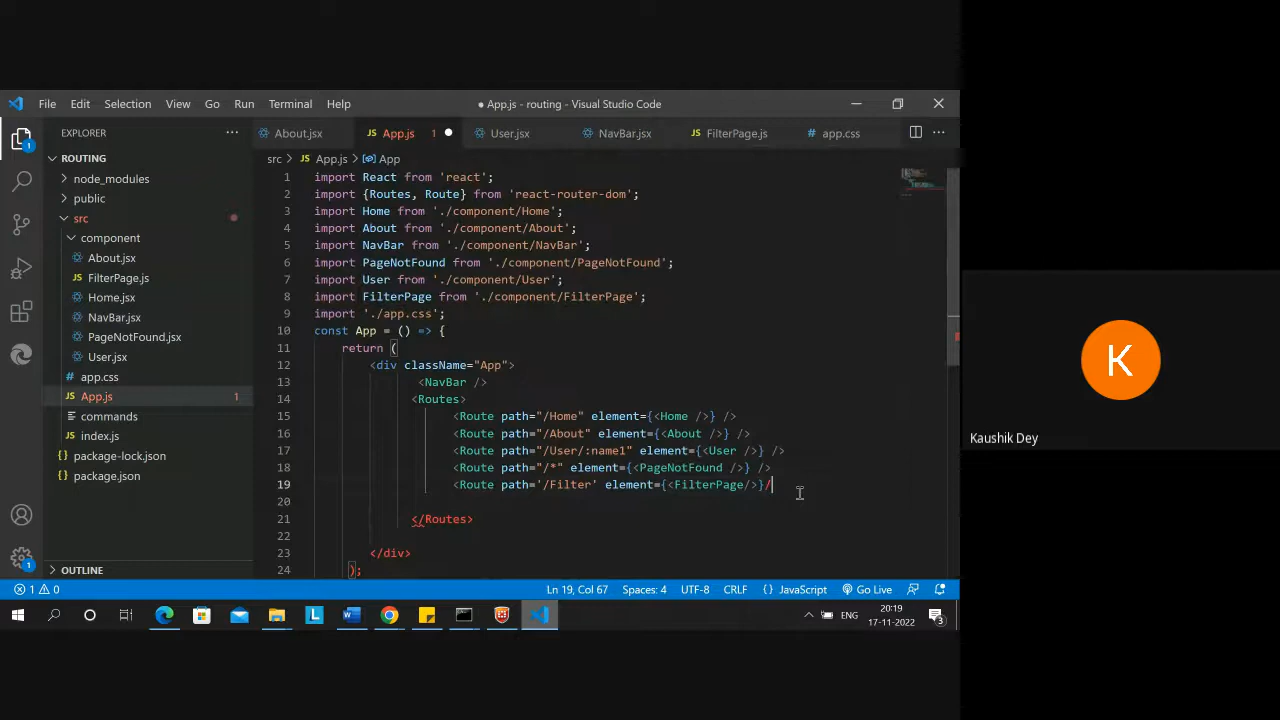 File Edit Selection View Go Run Terminal Help
● App.js - routing - Visual Studio Code
EXPLORER
About.jsx
App.js 1
User.jsx
NavBar.jsx
FilterPage.js
app.css
ROUTING
node_modules
public
src
component
About.jsx
FilterPage.js
Home.jsx
NavBar.jsx
PageNotFound.jsx
User.jsx
app.css
App.js 1
commands
index.js
package-lock.json
package.json
OUTLINE
src > App.js > App
1 import React from 'react';
2 import {Routes, Route} from 'react-router-dom';
3 import Home from './component/Home';
4 import About from './component/About';
5 import NavBar from './component/NavBar';
6 import PageNotFound from './component/PageNotFound';
7 import User from './component/User';
8 import FilterPage from './component/FilterPage';
9 import './app.css';
10 const App = () => {
11 return (
12 <div className="App">
13 <NavBar />
14 <Routes>
15 <Route path="/Home" element={<Home />} />
16 <Route path="/About" element={<About />} />
17 <Route path="/User/:name1" element={<User />} />
18 <Route path="/*" element={<PageNotFound />} />
19 <Route path='/Filter' element={<FilterPage/>}/
20
21 </Routes>
22
23 </div>
24 );
1
1
1 0
Ln 19, Col 67 Spaces: 4 UTF-8 CRLF {} JavaScript Go Live
ENG
20:19
17-11-2022
3
K
Kaushik Dey